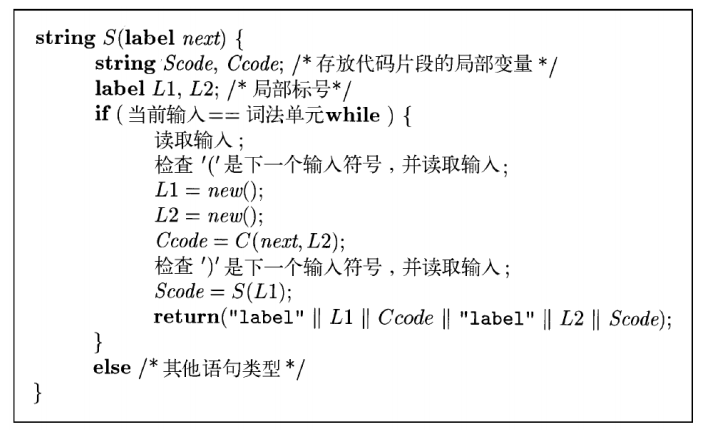 string S(label next) {
string Scode, Ccode; /* 存放代码片段的局部变量 */
label L1, L2; /* 局部标号*/
if ( 当前输入== 词法单元while ) {
读取输入 ;
检查 '(' 是下一个输入符号 , 并读取输入 ;
L1 = new();
L2 = new();
Ccode = C(next, L2);
检查 ')' 是下一个输入符号 , 并读取输入 ;
Scode = S(L1);
return("label" ‖ L1 ‖ Ccode ‖ "label" ‖ L2 ‖ Scode);
}
else /* 其他语句类型 */
}